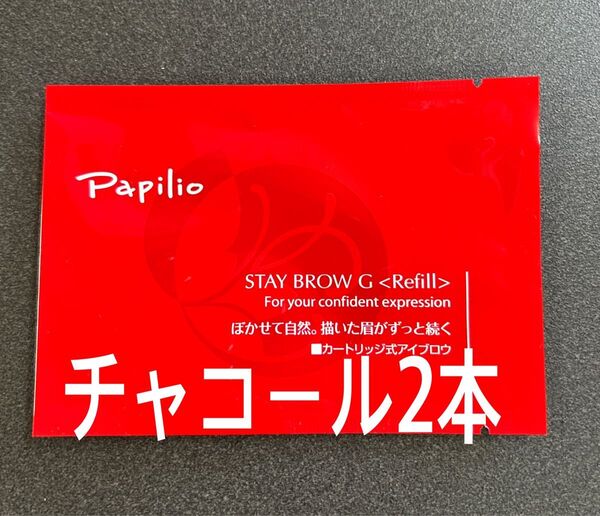 Papilio
STAY BROW G <Refill>
For your confident expression
ぼかせて自然。描いた眉がずっと続く
■カートリッジ式アイブロウ
チャコール2本